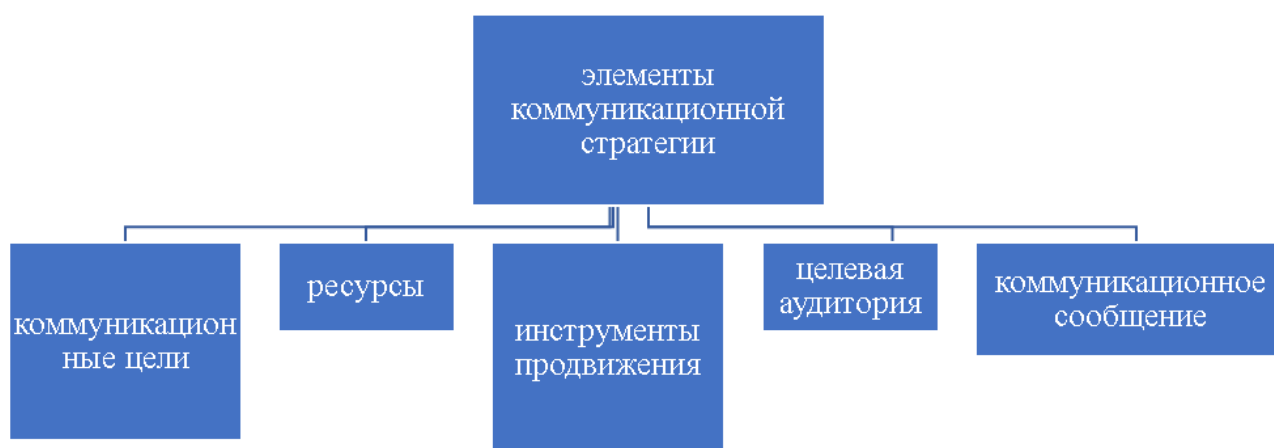 элементы
коммуникационной
стратегии
коммуникацион
ные цели
ресурсы
инструменты
продвижения
целевая
аудитория
коммуникационное
сообщение